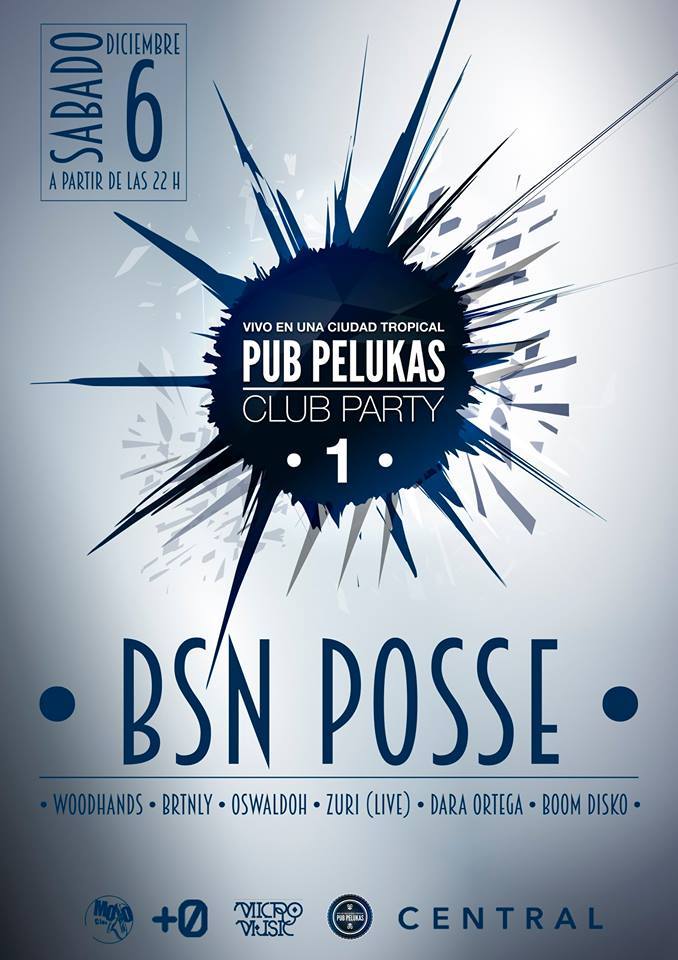 SABADO
DICIEMBRE
6
A PARTIR DE LAS 22 H
VIVO EN UNA CIUDAD TROPICAL
PUB PELUKAS
CLUB PARTY
• 1 •
• BSN POSSE •
• WOODHANDS • BRTNLY • OSWALDOH • ZURI (LIVE) • DARA ORTEGA • BOOM DISKO •
+0 MICRO MUSIC PUB PELUKAS CENTRAL